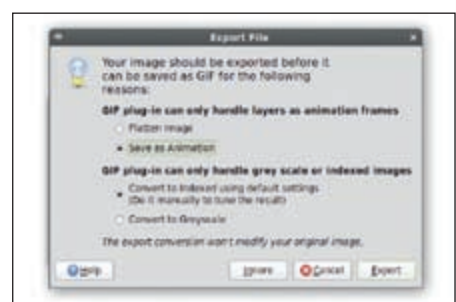 Export File
Your image should be exported before it
can be saved as GIF for the following
reasons:
GIF plug-in can only handle layers as animation frames
Flatten Image
Save as Animation
GIF plug-in can only handle grey scale or indexed images
Convert to Indexed using default settings
(Do it manually to tune the result)
Convert to Greyscale
The export conversion won't modify your original image.
Help Ignore Cancel Export